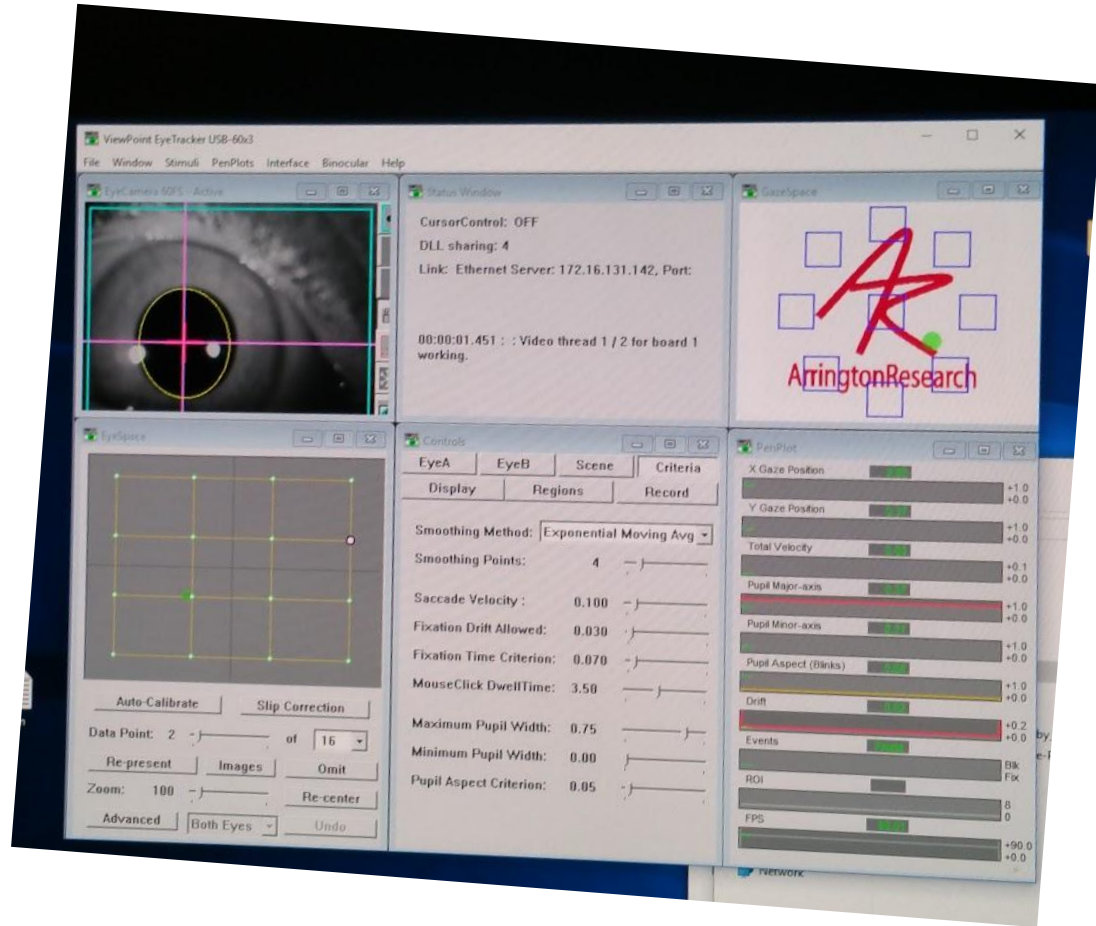 ViewPoint EyeTracker USB-60x3
File Window Stimuli PenPlots Interface Binocular Help
EyeCamera 60FS - Active
Status Window
GazeSpace
CursorControl: OFF
DLL sharing: 4
Link: Ethernet Server: 172.16.131.142, Port:
00:00:01.451 : : Video thread 1 / 2 for board 1
working.
AR
ArringtonResearch
EyeSpace
Auto-Calibrate Slip Correction
Data Point: 2 of 16
Re-present Images Omit
Zoom: 100 Re-center
Advanced Both Eyes Undo
Controls
EyeA EyeB Scene Criteria
Display Regions Record
Smoothing Method: Exponential Moving Avg
Smoothing Points: 4
Saccade Velocity : 0.100
Fixation Drift Allowed: 0.030
Fixation Time Criterion: 0.070
MouseClick DwellTime: 3.50
Maximum Pupil Width: 0.75
Minimum Pupil Width: 0.00
Pupil Aspect Criterion: 0.05
PenPlot
X Gaze Position
+1.0
+0.0
Y Gaze Position
+1.0
+0.0
Total Velocity
+0.1
+0.0
Pupil Major-axis
+1.0
+0.0
Pupil Minor-axis
+1.0
+0.0
Pupil Aspect (Blinks)
+1.0
+0.0
Drift
+0.2
+0.0
Events
Blk
Fix
ROI
8
0
FPS
+90.0
+0.0
by
Network